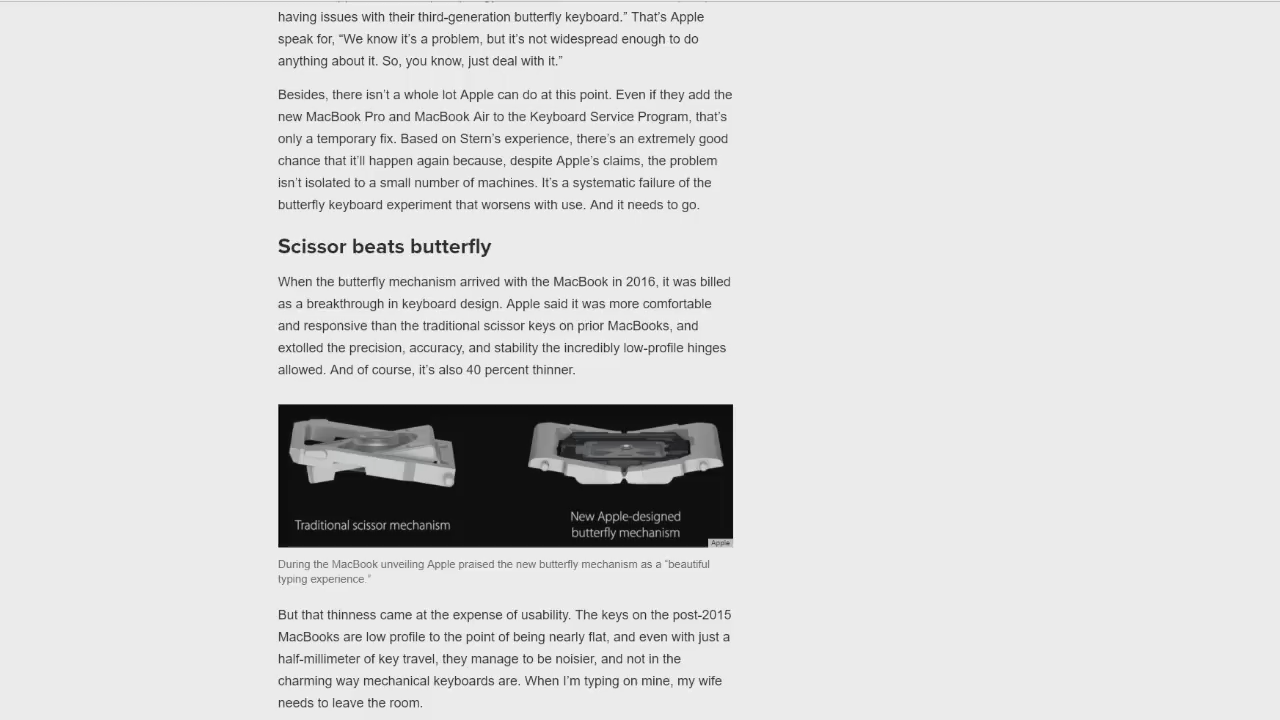 having issues with their third-generation butterfly keyboard.” That’s Apple
speak for, “We know it’s a problem, but it’s not widespread enough to do
anything about it. So, you know, just deal with it.”
Besides, there isn’t a whole lot Apple can do at this point. Even if they add the
new MacBook Pro and MacBook Air to the Keyboard Service Program, that’s
only a temporary fix. Based on Stern’s experience, there’s an extremely good
chance that it’ll happen again because, despite Apple’s claims, the problem
isn’t isolated to a small number of machines. It’s a systematic failure of the
butterfly keyboard experiment that worsens with use. And it needs to go.
Scissor beats butterfly
When the butterfly mechanism arrived with the MacBook in 2016, it was billed
as a breakthrough in keyboard design. Apple said it was more comfortable
and responsive than the traditional scissor keys on prior MacBooks, and
extolled the precision, accuracy, and stability the incredibly low-profile hinges
allowed. And of course, it’s also 40 percent thinner.
Traditional scissor mechanism
New Apple-designed
butterfly mechanism
Apple
During the MacBook unveiling Apple praised the new butterfly mechanism as a “beautiful
typing experience.”
But that thinness came at the expense of usability. The keys on the post-2015
MacBooks are low profile to the point of being nearly flat, and even with just a
half-millimeter of key travel, they manage to be noisier, and not in the
charming way mechanical keyboards are. When I’m typing on mine, my wife
needs to leave the room.